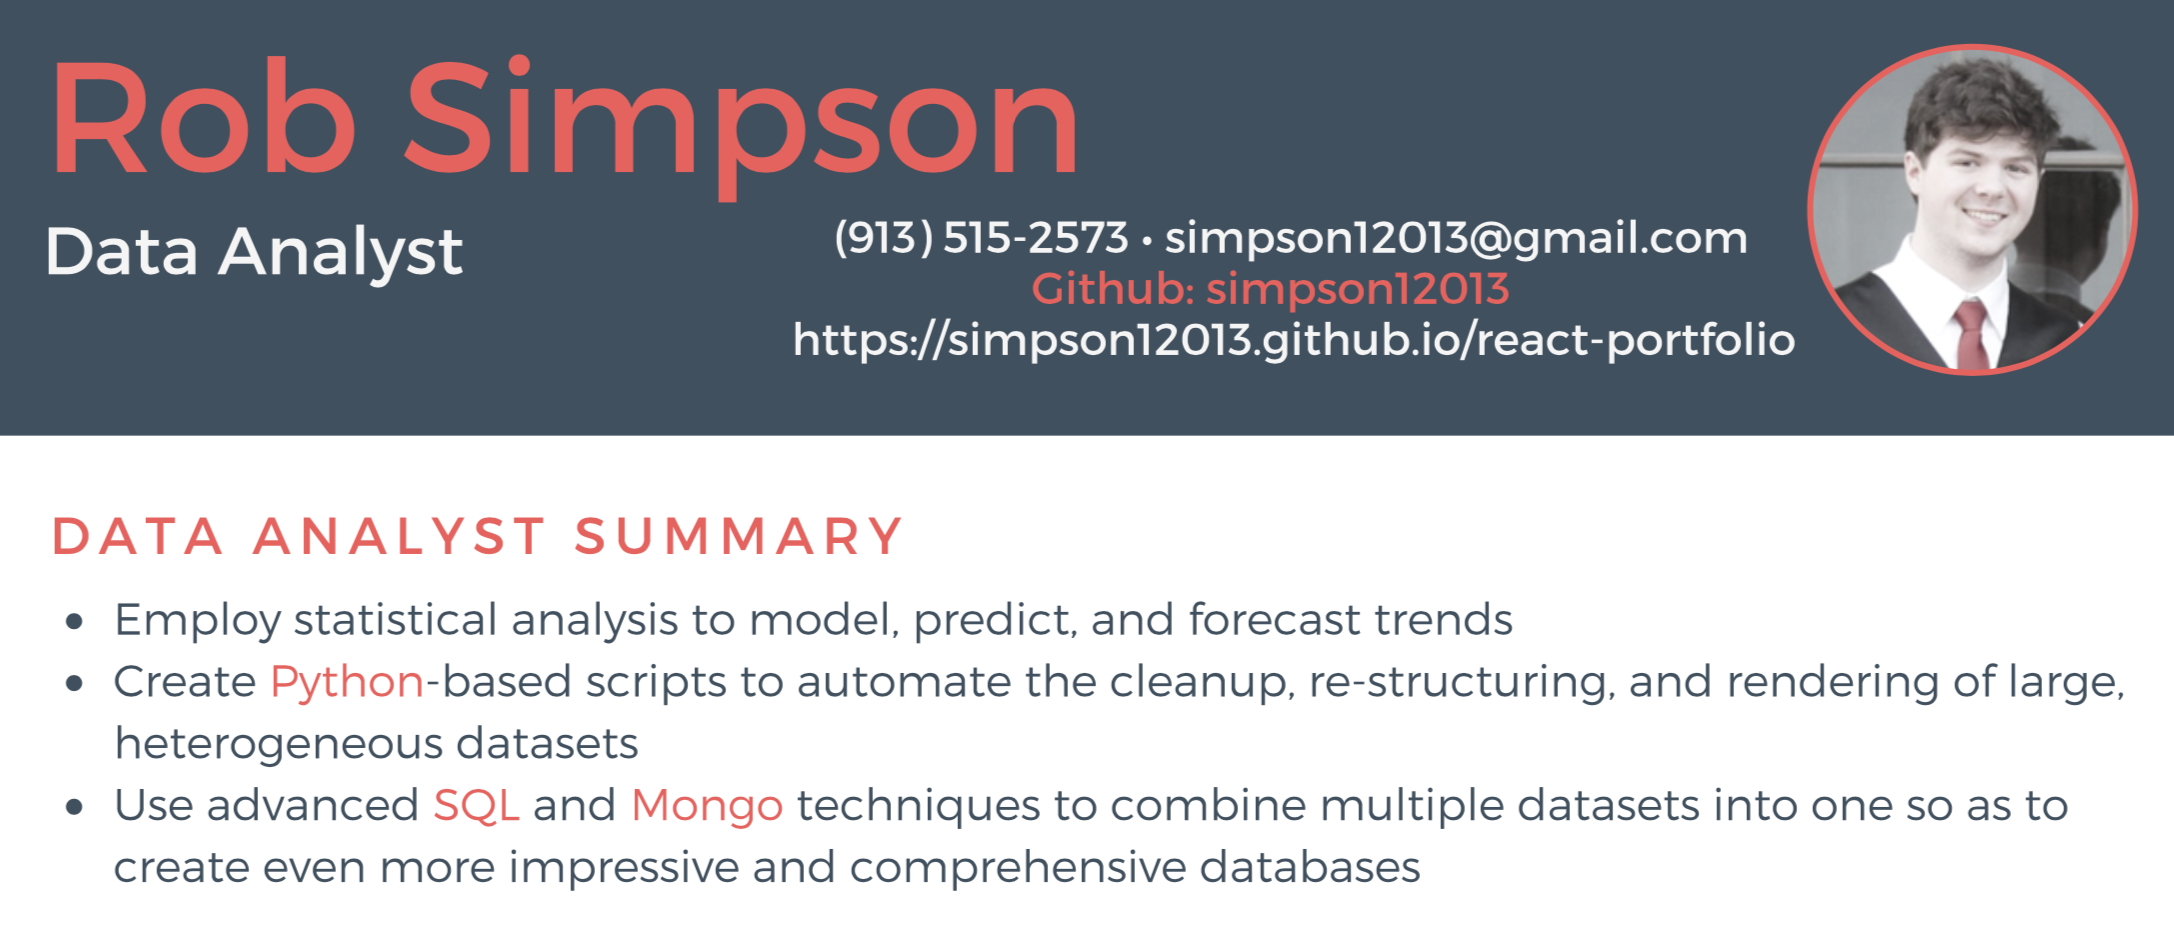 Rob Simpson
Data Analyst
(913) 515-2573 • simpson12013@gmail.com
Github: simpson12013
https://simpson12013.github.io/react-portfolio
DATA ANALYST SUMMARY
• Employ statistical analysis to model, predict, and forecast trends
• Create Python-based scripts to automate the cleanup, re-structuring, and rendering of large,
heterogeneous datasets
• Use advanced SQL and Mongo techniques to combine multiple datasets into one so as to
create even more impressive and comprehensive databases